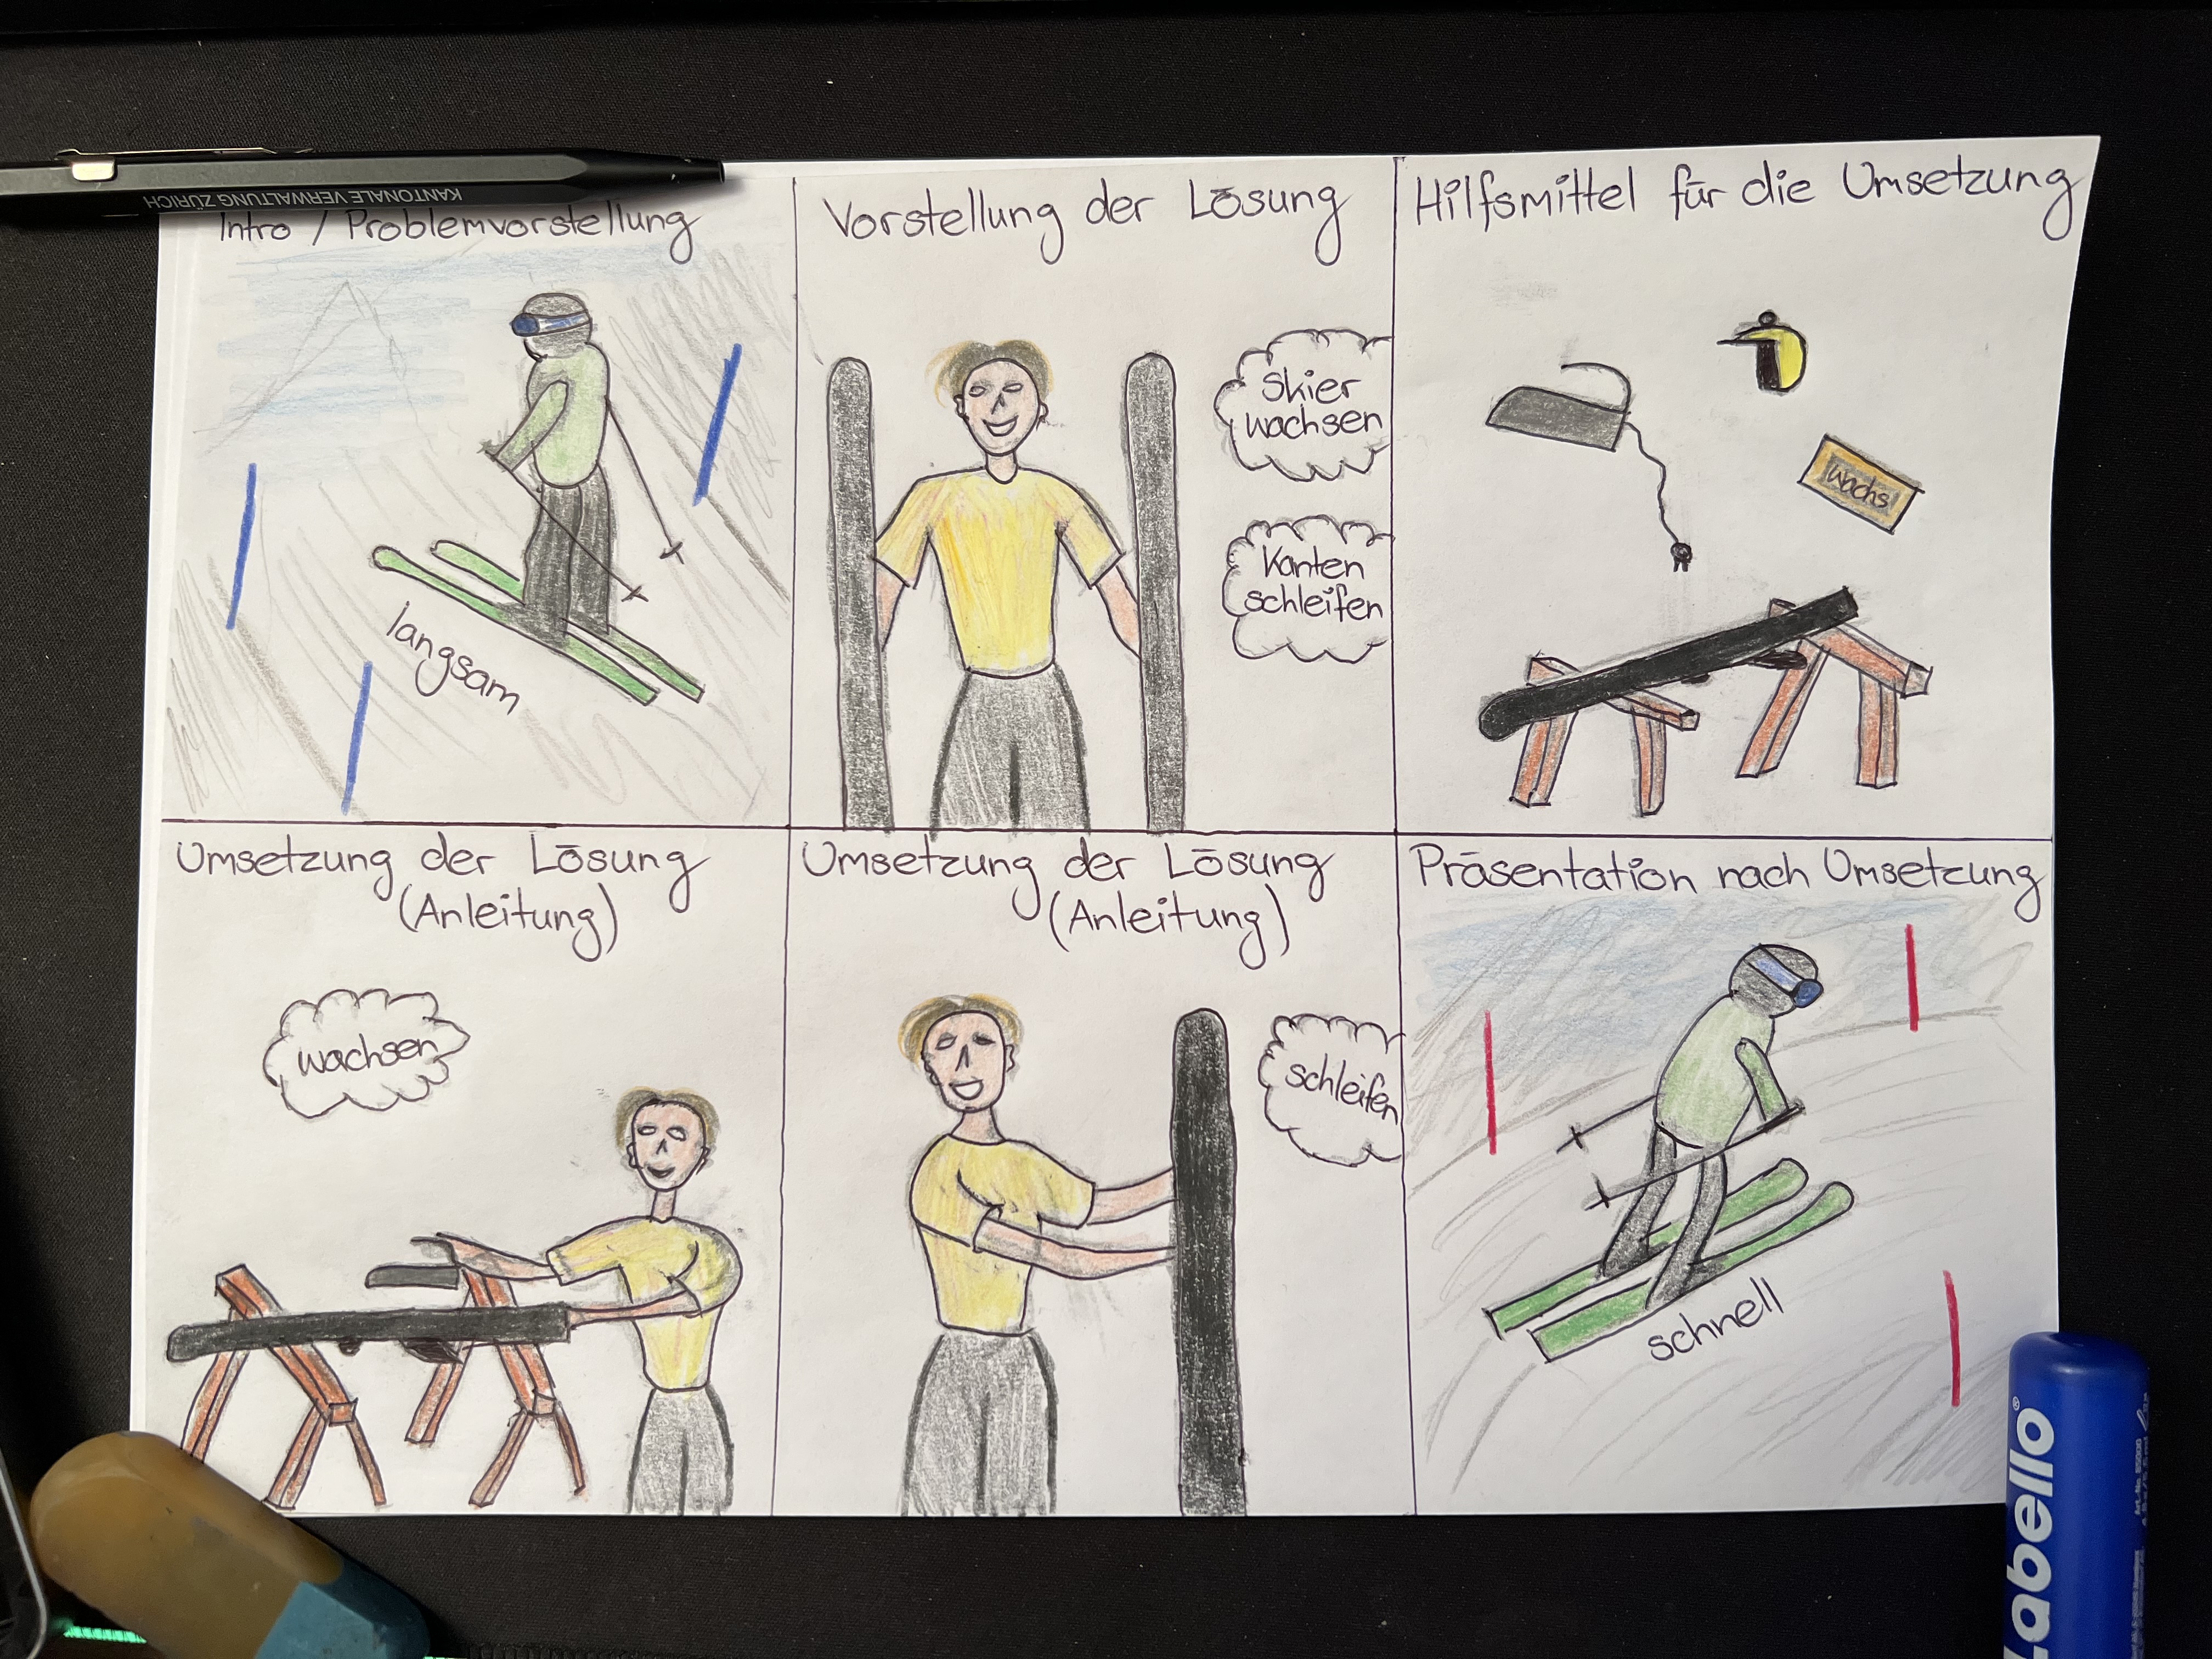 KANTONALE VERWALTUNG ZÜRICH
Intro / Problemvorstellung
langsam
Vorstellung der Lösung
Skier
wachsen
Kanten
schleifen
Hilfsmittel für die Umsetzung
Wachs
Umsetzung der Lösung
(Anleitung)
wachsen
Umsetzung der Lösung
(Anleitung)
schleifen
Präsentation nach Umsetzung
schnell
Labello®